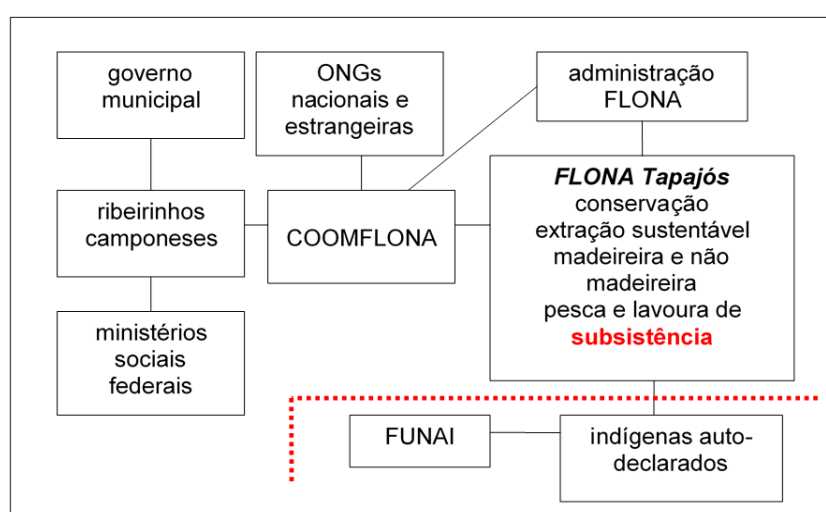 governo
municipal
ONGs
nacionais e
estrangeiras
administração
FLONA
ribeirinhos
camponeses
COOMFLONA
FLONA Tapajós
conservação
extração sustentável
madeireira e não
madeireira
pesca e lavoura de
subsistência
ministérios
sociais
federais
FUNAI
indígenas auto-
declarados